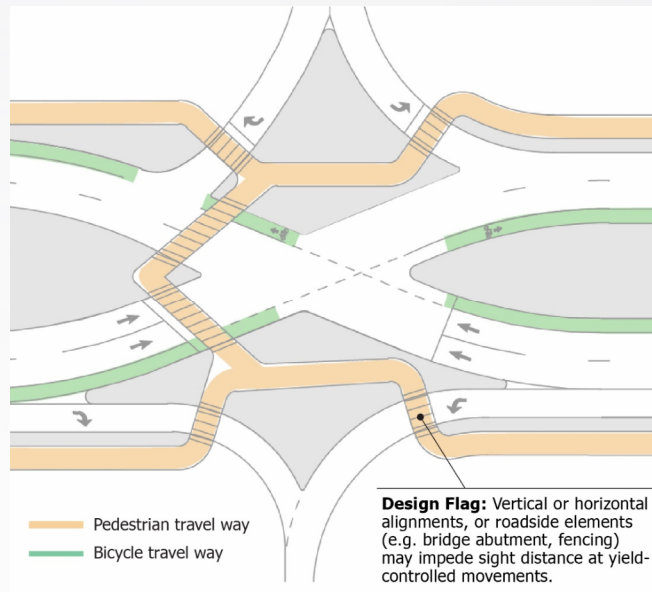 Pedestrian travel way
Bicycle travel way
Design Flag: Vertical or horizontal
alignments, or roadside elements
(e.g. bridge abutment, fencing)
may impede sight distance at yield-
controlled movements.